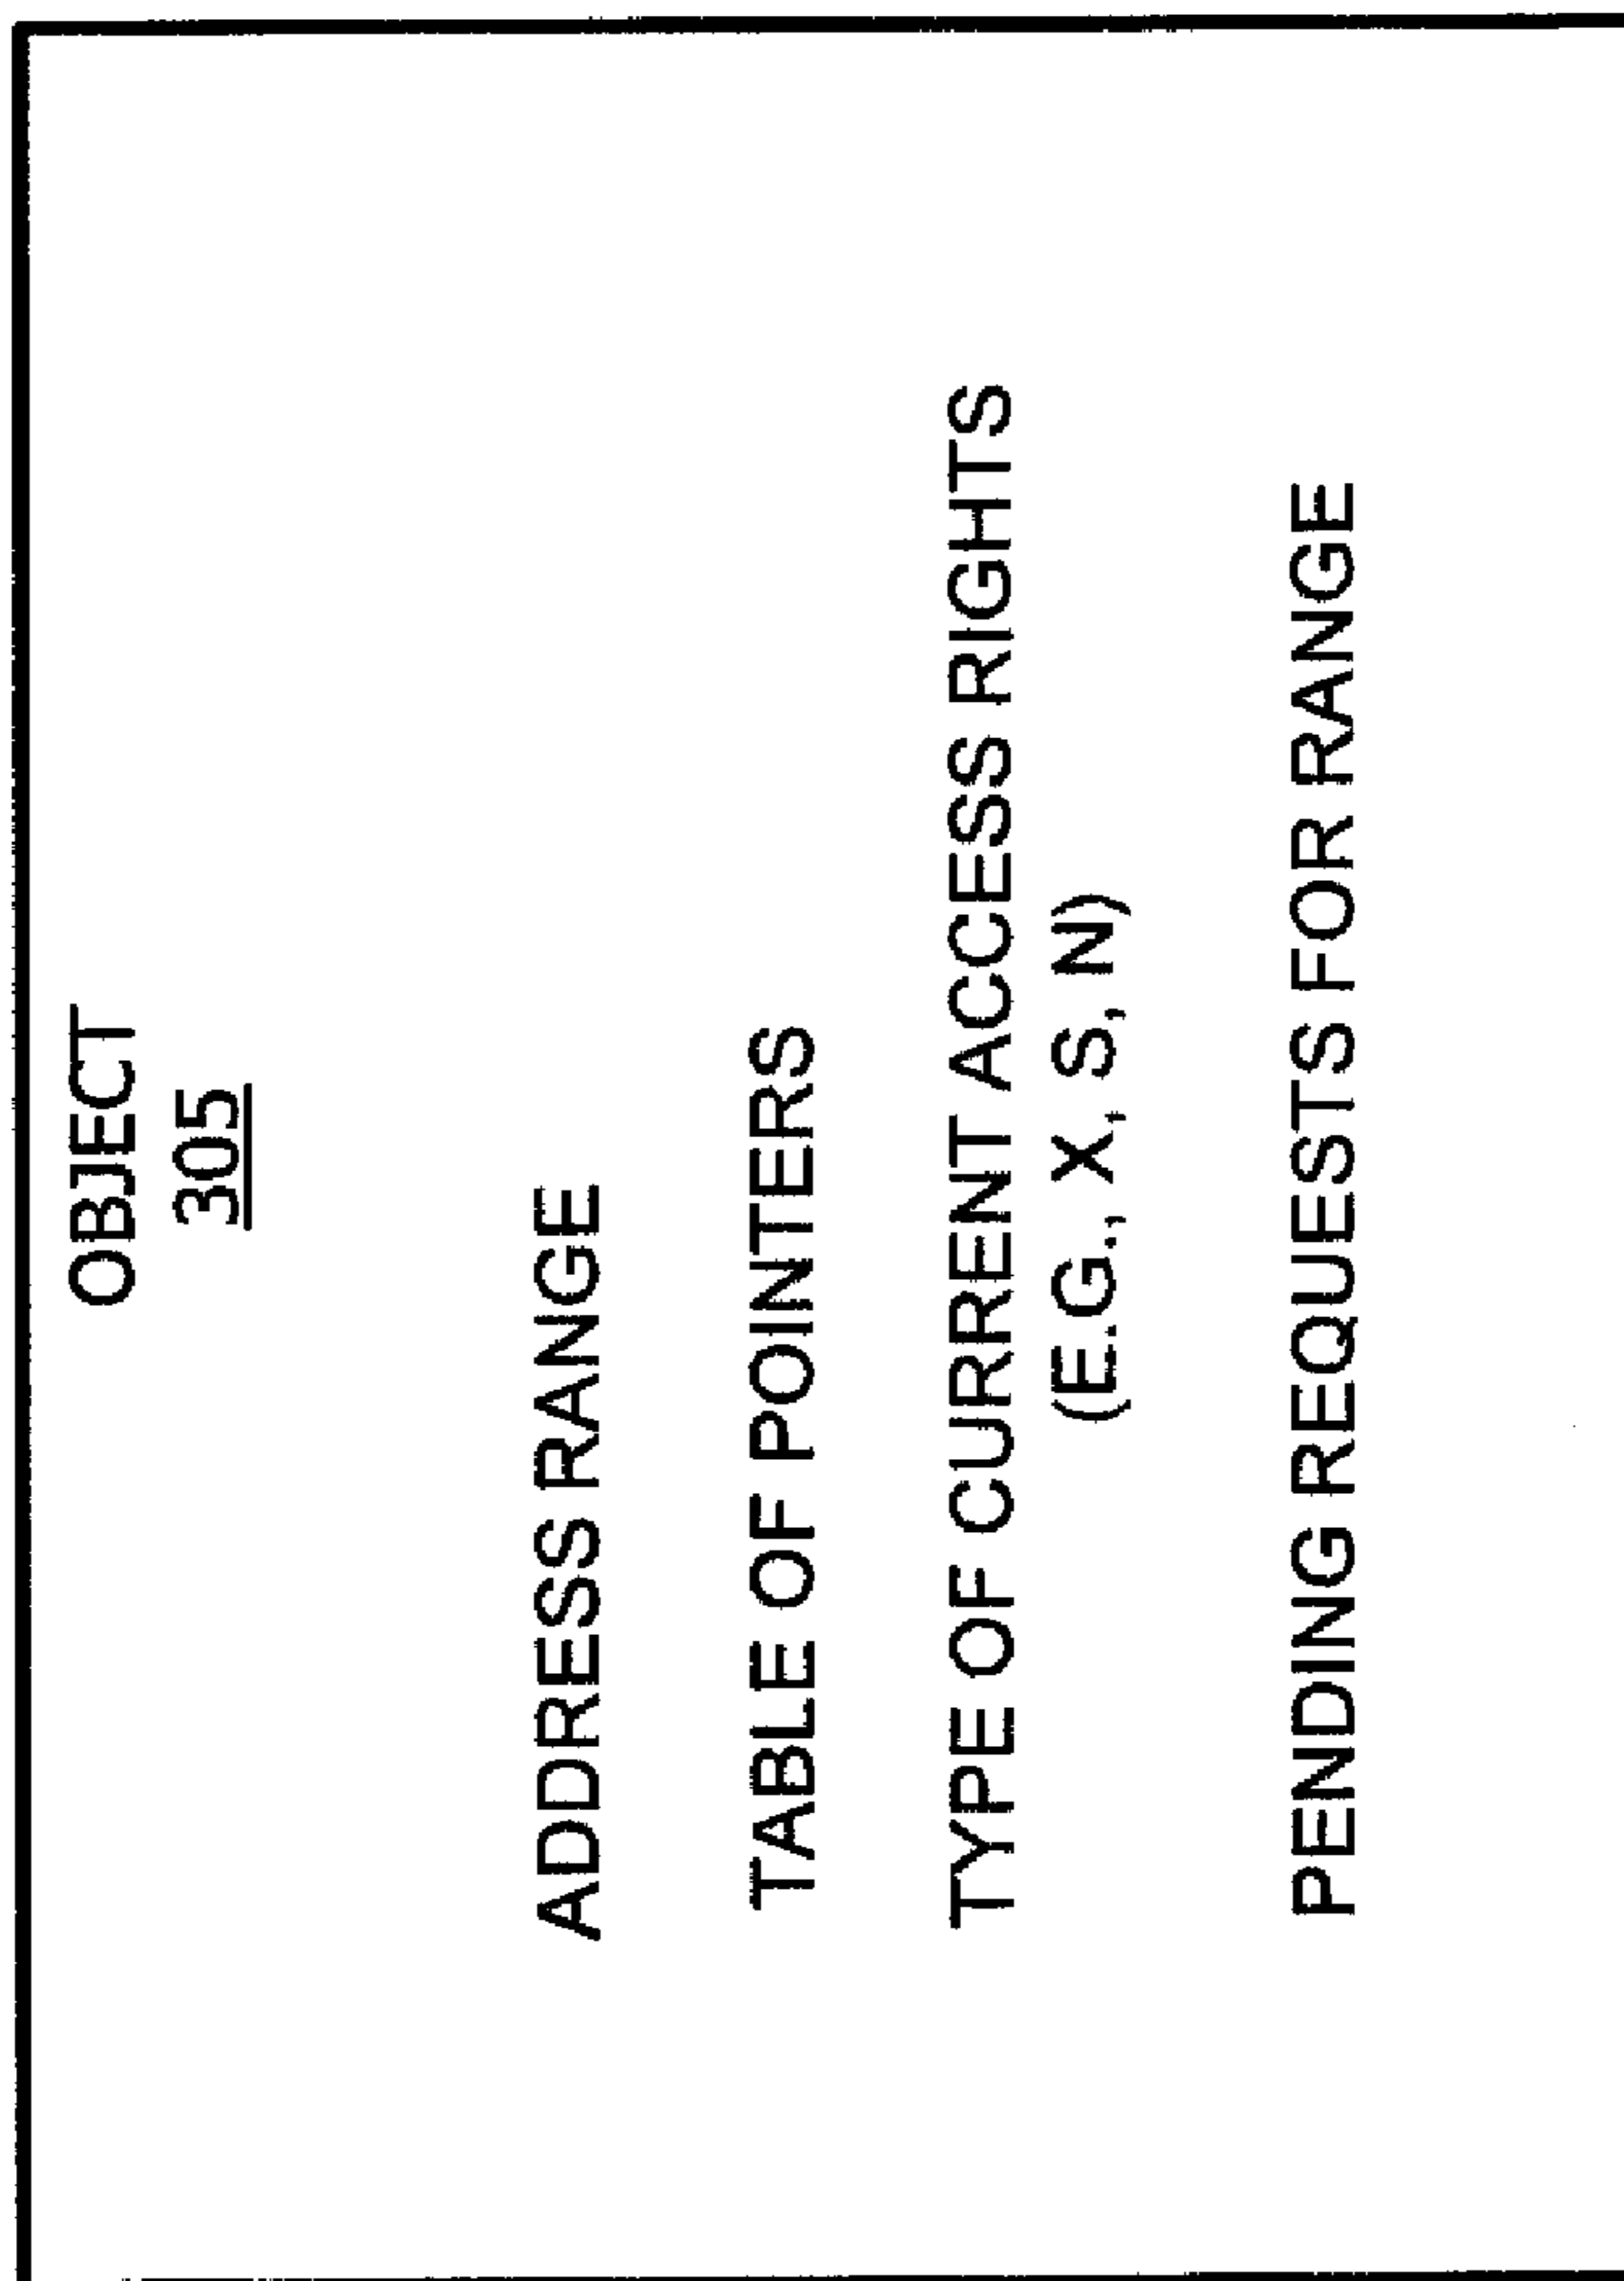 OBJECT
305
ADDRESS RANGE
TABLE OF POINTERS
TYPE OF CURRENT ACCESS RIGHTS
(E.G., X, S, N)
PENDING REQUESTS FOR RANGE